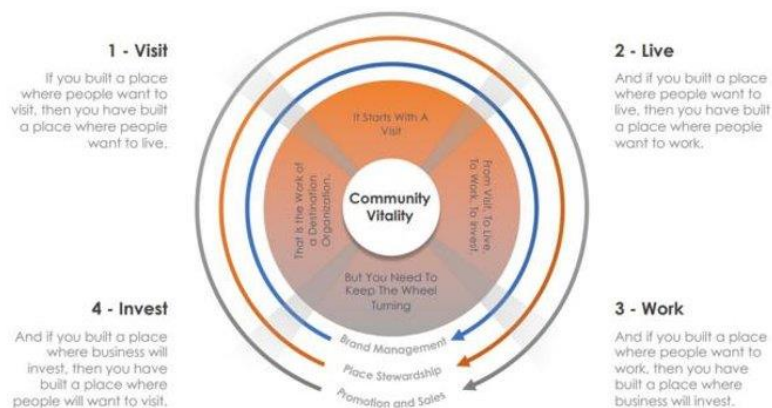 1 - Visit
If you built a place
where people want to
visit, then you have built
a place where people
want to live.
2 - Live
And if you built a place
where people want to
live, then you have built
a place where people
want to work.
It Starts With A
Visit
From Visit, To Live,
To Work, To Invest.
But You Need To
Keep The Wheel
Turning
That Is the Work of
a Destination
Organization.
Community
Vitality
Brand Management
Place Stewardship
Promotion and Sales
4 - Invest
And if you built a place
where business will
invest, then you have
built a place where
people will want to visit.
3 - Work
And if you built a place
where people want to
work, then you have
built a place where
business will invest.